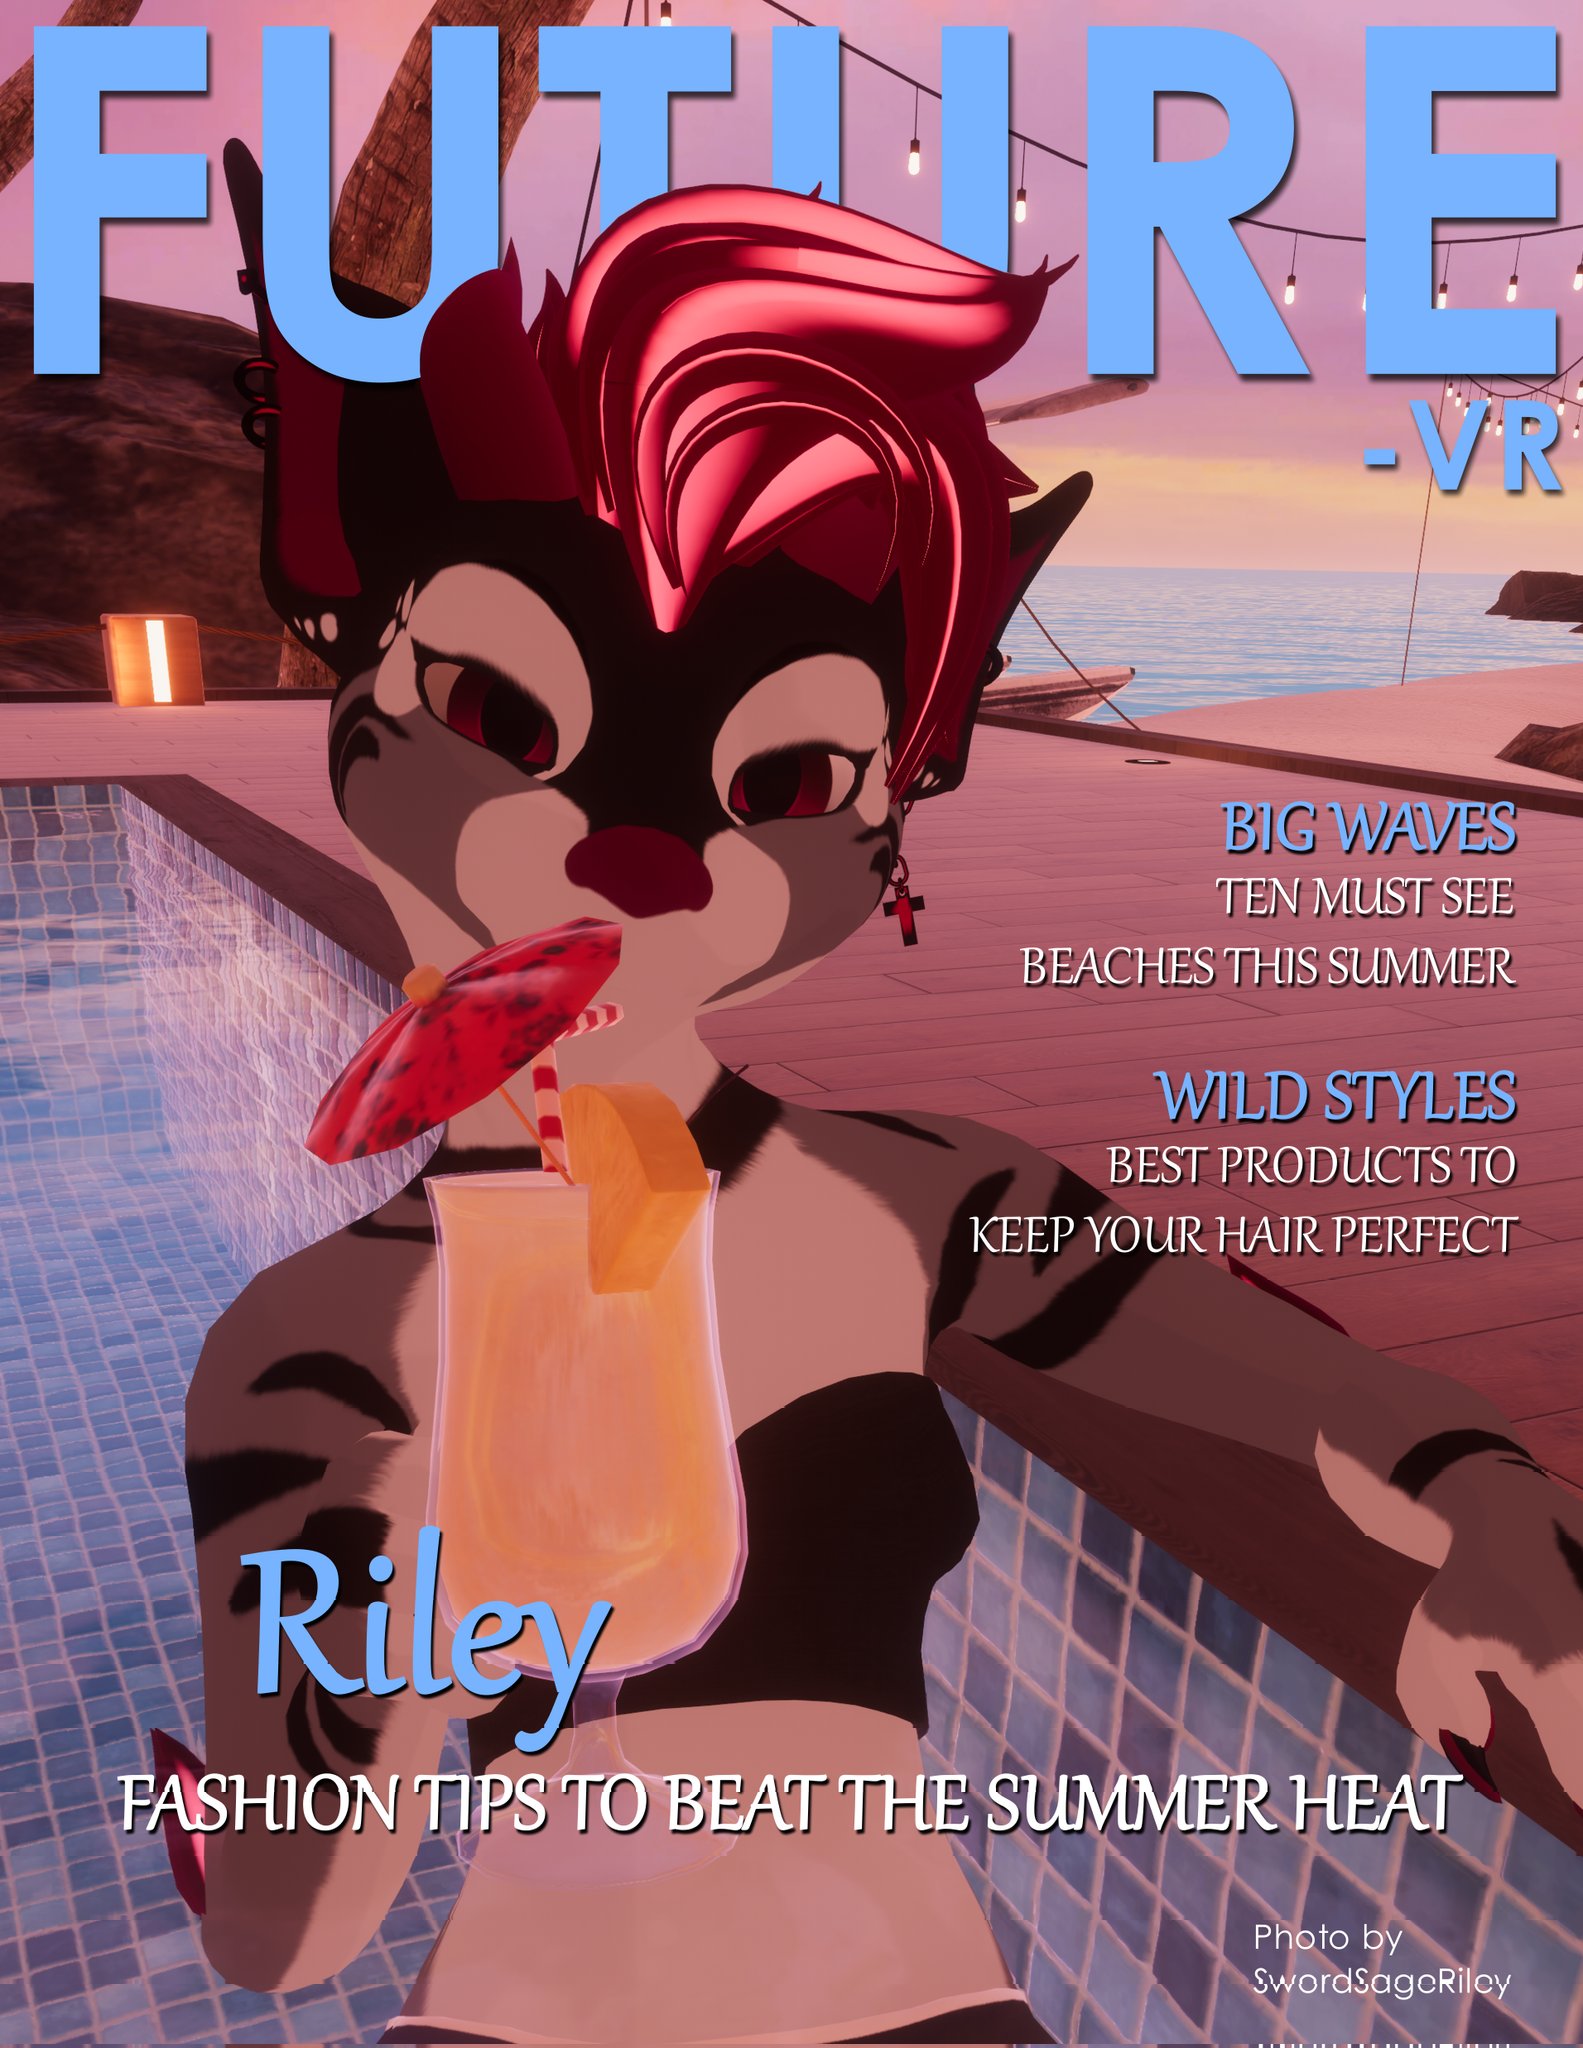 FUTURE
-VR
BIG WAVES
TEN MUST SEE
BEACHES THIS SUMMER
WILD STYLES
BEST PRODUCTS TO
KEEP YOUR HAIR PERFECT
Riley
FASHION TIPS TO BEAT THE SUMMER HEAT
Photo by
SwordSageRiley